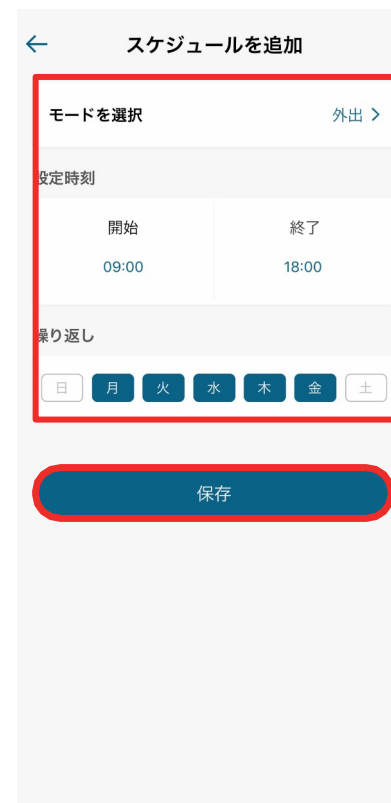 スケジュールを追加
モードを選択 外出
設定時刻
開始 終了
09:00 18:00
繰り返し
日 月 火 水 木 金 土
保存